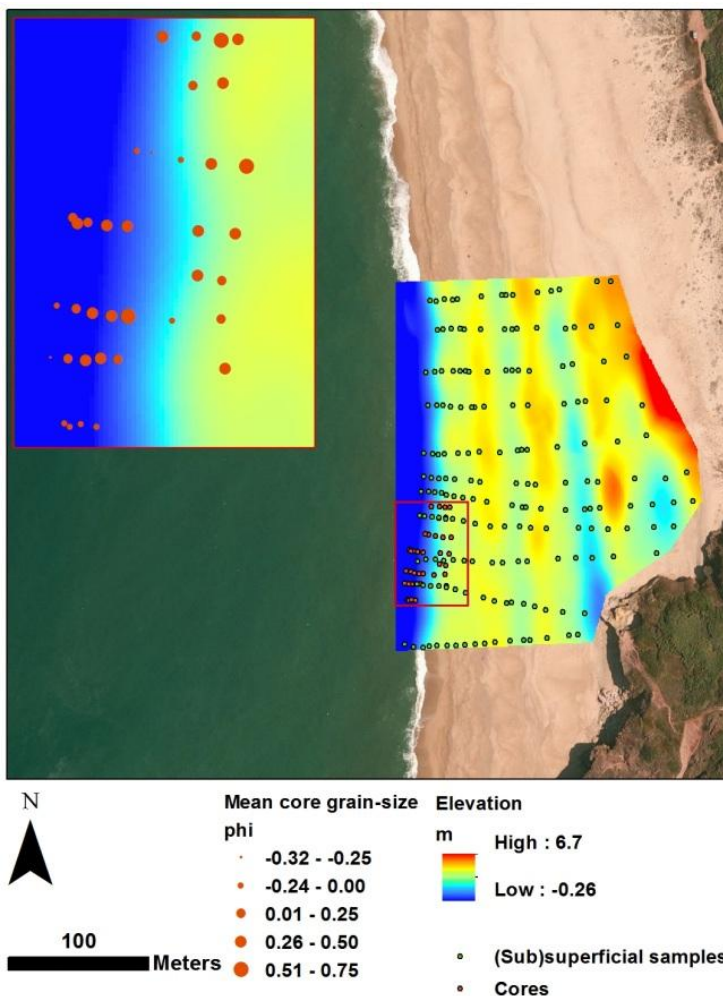 N
100
Meters
Mean core grain-size
phi
-0.32 - -0.25
-0.24 - 0.00
0.01 - 0.25
0.26 - 0.50
0.51 - 0.75
Elevation
m
High : 6.7
Low : -0.26
(Sub)superficial samples
Cores